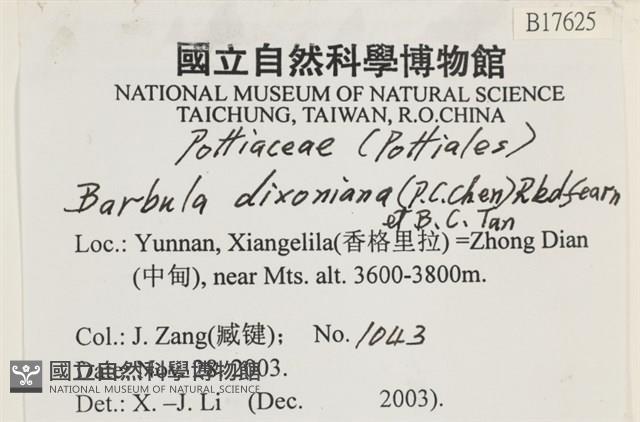 B17625
國立自然科學博物館
NATIONAL MUSEUM OF NATURAL SCIENCE
TAICHUNG, TAIWAN, R.O.CHINA
Pottiaceae (Pottiales)
Barbula dixoniana (P.C.Chen) Redfearn
et B.C.Tan
Loc.: Yunnan, Xiangelila(香格里拉) =Zhong Dian
(中甸), near Mts. alt. 3600-3800m.
Col.: J. Zang(臧键); No. 1043
國立自然科學博物館 2003.
NATIONAL MUSEUM OF NATURAL SCIENCE
Det.: X. –J. Li (Dec. 2003).